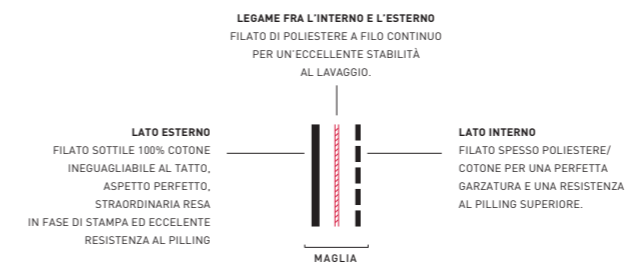 LEGAME FRA L'INTERNO E L'ESTERNO
FILATO DI POLIESTERE A FILO CONTINUO
PER UN'ECCELLENTE STABILITÀ
AL LAVAGGIO.
LATO ESTERNO
FILATO SOTTILE 100% COTONE
INEGUAGLIABILE AL TATTO,
ASPETTO PERFETTO,
STRAORDINARIA RESA
IN FASE DI STAMPA ED ECCELENTE
RESISTENZA AL PILLING
LATO INTERNO
FILATO SPESSO POLIESTERE/
COTONE PER UNA PERFETTA
GARZATURA E UNA RESISTENZA
AL PILLING SUPERIORE.
MAGLIA